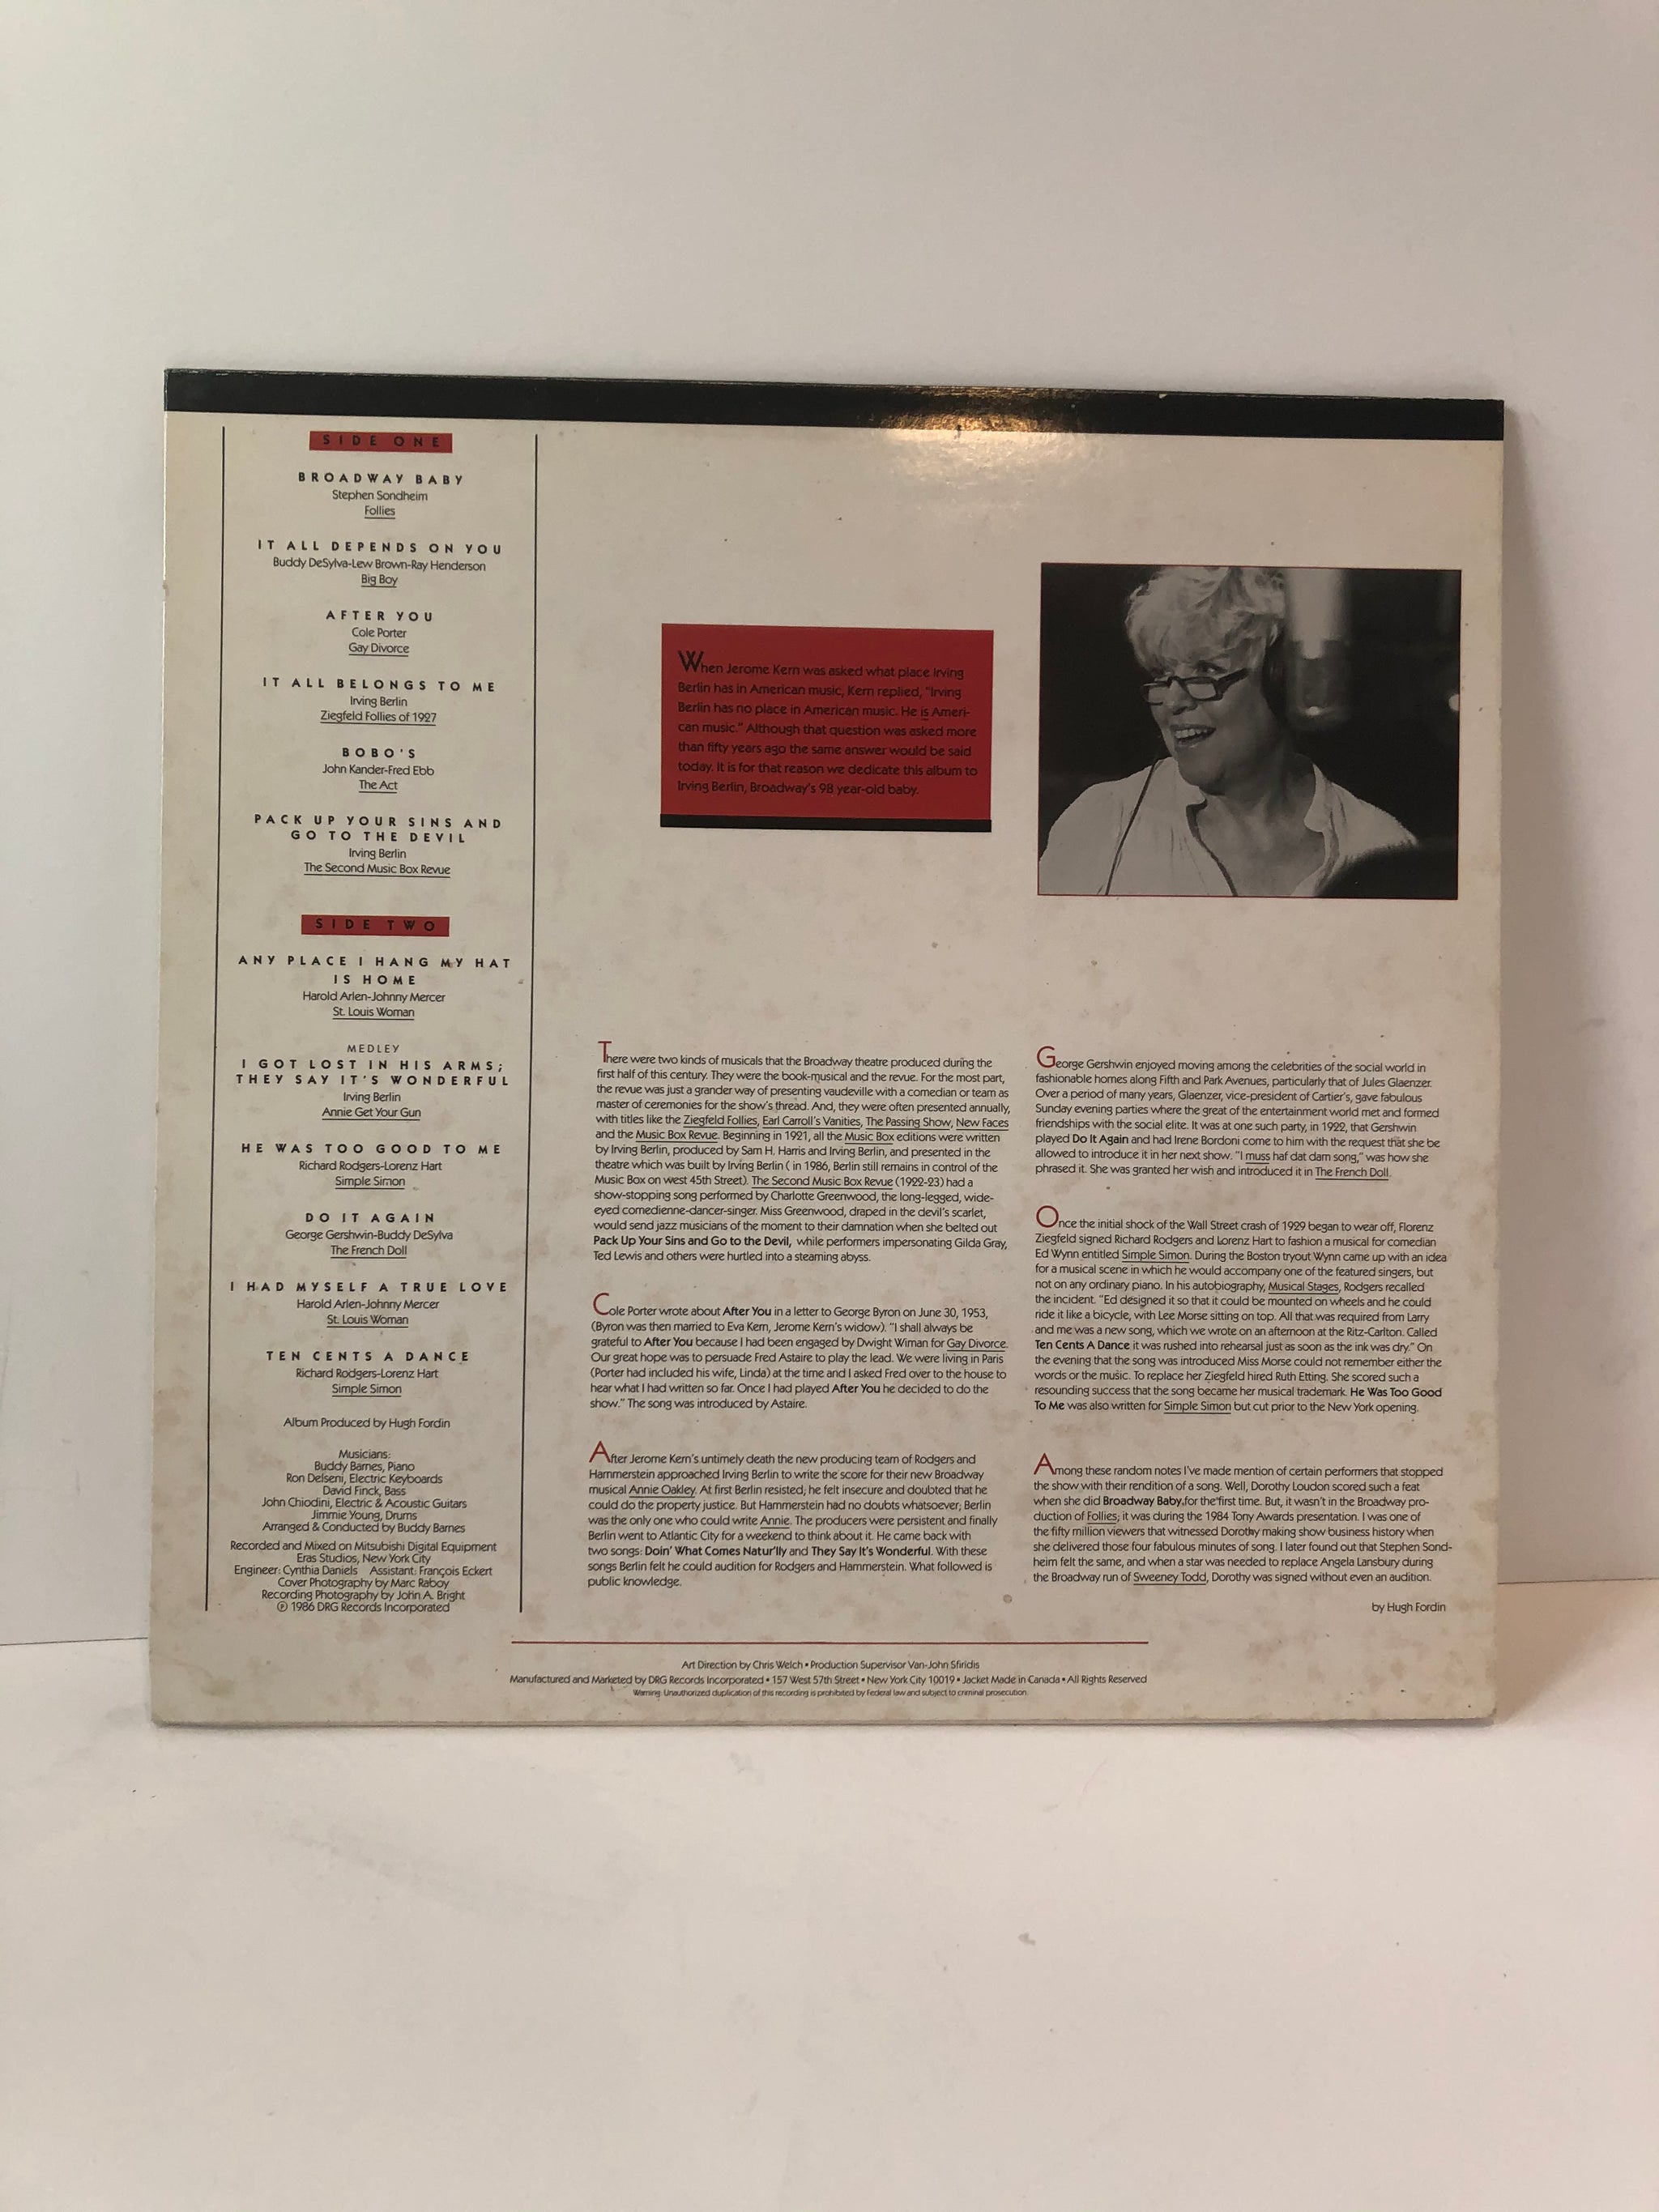 SIDE ONE
BROADWAY BABY
Stephen Sondheim
Follies
IT ALL DEPENDS ON YOU
Buddy DeSylva-Lew Brown-Ray Henderson
Big Boy
AFTER YOU
Cole Porter
Gay Divorce
IT ALL BELONGS TO ME
Irving Berlin
Ziegfeld Follies of 1927
BOBO'S
John Kander-Fred Ebb
The Act
PACK UP YOUR SINS AND
GO TO THE DEVIL
Irving Berlin
The Second Music Box Revue
SIDE TWO
ANY PLACE I HANG MY HAT
IS HOME
Harold Arlen-Johnny Mercer
St. Louis Woman
MEDLEY
I GOT LOST IN HIS ARMS;
THEY SAY IT'S WONDERFUL
Irving Berlin
Annie Get Your Gun
HE WAS TOO GOOD TO ME
Richard Rodgers-Lorenz Hart
Simple Simon
DO IT AGAIN
George Gershwin-Buddy DeSylva
The French Doll
I HAD MYSELF A TRUE LOVE
Harold Arlen-Johnny Mercer
St. Louis Woman
TEN CENTS A DANCE
Richard Rodgers-Lorenz Hart
Simple Simon
Album Produced by Hugh Fordin
Musicians:
Buddy Barnes, Piano
Ron Delseni, Electric Keyboards
David Finck, Bass
John Chiodini, Electric & Acoustic Guitars
Jimmie Young, Drums
Arranged & Conducted by Buddy Barnes
Recorded and Mixed on Mitsubishi Digital Equipment
Eras Studios, New York City
Engineer: Cynthia Daniels Assistant: François Eckert
Cover Photography by Marc Raboy
Recording Photography by John A. Bright
℗ 1986 DRG Records Incorporated
When Jerome Kern was asked what place Irving
Berlin has in American music, Kern replied, "Irving
Berlin has no place in American music. He is Ameri-
can music." Although that question was asked more
than fifty years ago the same answer would be said
today. It is for that reason we dedicate this album to
Irving Berlin, Broadway's 98 year-old baby.
There were two kinds of musicals that the Broadway theatre produced during the
first half of this century. They were the book-musical and the revue. For the most part,
the revue was just a grander way of presenting vaudeville with a comedian or team as
master of ceremonies for the show's thread. And, they were often presented annually,
with titles like the Ziegfeld Follies, Earl Carroll's Vanities, The Passing Show, New Faces
and the Music Box Revue. Beginning in 1921, all the Music Box editions were written
by Irving Berlin, produced by Sam H. Harris and Irving Berlin, and presented in the
theatre which was built by Irving Berlin ( in 1986, Berlin still remains in control of the
Music Box on west 45th Street). The Second Music Box Revue (1922-23) had a
show-stopping song performed by Charlotte Greenwood, the long-legged, wide-
eyed comedienne-dancer-singer. Miss Greenwood, draped in the devil's scarlet,
would send jazz musicians of the moment to their damnation when she belted out
Pack Up Your Sins and Go to the Devil, while performers impersonating Gilda Gray,
Ted Lewis and others were hurtled into a steaming abyss.
Cole Porter wrote about After You in a letter to George Byron on June 30, 1953,
(Byron was then married to Eva Kern, Jerome Kern's widow). "I shall always be
grateful to After You because I had been engaged by Dwight Wiman for Gay Divorce.
Our great hope was to persuade Fred Astaire to play the lead. We were living in Paris
(Porter had included his wife, Linda) at the time and I asked Fred over to the house to
hear what I had written so far. Once I had played After You he decided to do the
show." The song was introduced by Astaire.
After Jerome Kern's untimely death the new producing team of Rodgers and
Hammerstein approached Irving Berlin to write the score for their new Broadway
musical Annie Oakley. At first Berlin resisted; he felt insecure and doubted that he
could do the property justice. But Hammerstein had no doubts whatsoever; Berlin
was the only one who could write Annie. The producers were persistent and finally
Berlin went to Atlantic City for a weekend to think about it. He came back with
two songs: Doin' What Comes Natur'lly and They Say It's Wonderful. With these
songs Berlin felt he could audition for Rodgers and Hammerstein. What followed is
public knowledge.
George Gershwin enjoyed moving among the celebrities of the social world in
fashionable homes along Fifth and Park Avenues, particularly that of Jules Glaenzer.
Over a period of many years, Glaenzer, vice-president of Cartier's, gave fabulous
Sunday evening parties where the great of the entertainment world met and formed
friendships with the social elite. It was at one such party, in 1922, that Gershwin
played Do It Again and had Irene Bordoni come to him with the request that she be
allowed to introduce it in her next show. "I muss haf dat dam song," was how she
phrased it. She was granted her wish and introduced it in The French Doll.
Once the initial shock of the Wall Street crash of 1929 began to wear off, Florenz
Ziegfeld signed Richard Rodgers and Lorenz Hart to fashion a musical for comedian
Ed Wynn entitled Simple Simon. During the Boston tryout Wynn came up with an idea
for a musical scene in which he would accompany one of the featured singers, but
not on any ordinary piano. In his autobiography, Musical Stages, Rodgers recalled
the incident. "Ed designed it so that it could be mounted on wheels and he could
ride it like a bicycle, with Lee Morse sitting on top. All that was required from Larry
and me was a new song, which we wrote on an afternoon at the Ritz-Carlton. Called
Ten Cents A Dance it was rushed into rehearsal just as soon as the ink was dry." On
the evening that the song was introduced Miss Morse could not remember either the
words or the music. To replace her Ziegfeld hired Ruth Etting. She scored such a
resounding success that the song became her musical trademark. He Was Too Good
To Me was also written for Simple Simon but cut prior to the New York opening.
Among these random notes I've made mention of certain performers that stopped
the show with their rendition of a song. Well, Dorothy Loudon scored such a feat
when she did Broadway Baby, for the first time. But, it wasn't in the Broadway pro-
duction of Follies; it was during the 1984 Tony Awards presentation. I was one of
the fifty million viewers that witnessed Dorothy making show business history when
she delivered those four fabulous minutes of song. I later found out that Stephen Sond-
heim felt the same, and when a star was needed to replace Angela Lansbury during
the Broadway run of Sweeney Todd, Dorothy was signed without even an audition.
by Hugh Fordin
Art Direction by Chris Welch • Production Supervisor Van-John Sfiridis
Manufactured and Marketed by DRG Records Incorporated • 157 West 57th Street • New York City 10019 • Jacket Made in Canada • All Rights Reserved
Warning: Unauthorized duplication of this recording is prohibited by Federal law and subject to criminal prosecution.